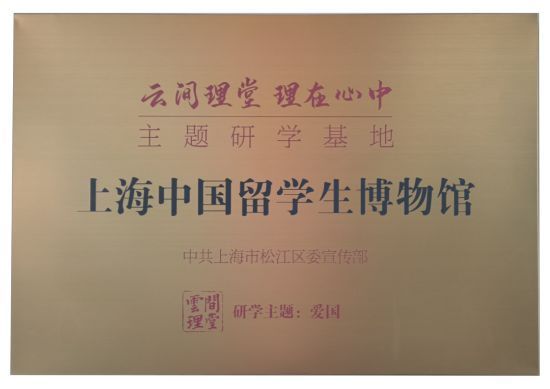 云间理堂 理在心中
主题研学基地
上海中国留学生博物馆
中共上海市松江区委宣传部
雲間
理堂
研学主题：爱国